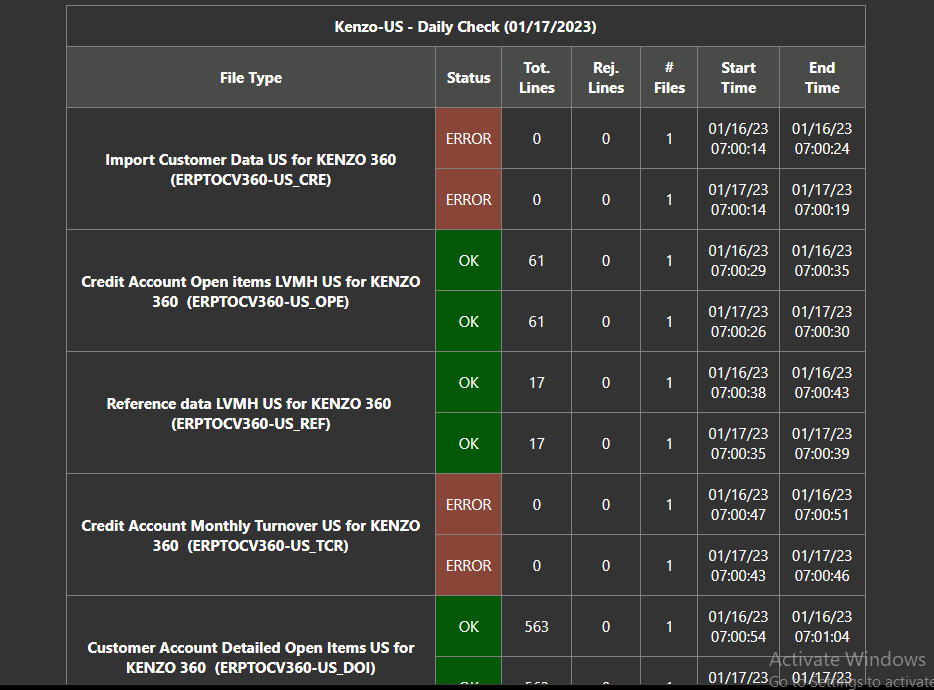 Kenzo-US - Daily Check (01/17/2023)
File Type Status Tot. Lines Rej. Lines # Files Start Time End Time
Import Customer Data US for KENZO 360
(ERPTOCV360-US_CRE)
ERROR 0 0 1 01/16/23 07:00:14 01/16/23 07:00:24
ERROR 0 0 1 01/17/23 07:00:14 01/17/23 07:00:19
Credit Account Open items LVMH US for KENZO
360 (ERPTOCV360-US_OPE)
OK 61 0 1 01/16/23 07:00:29 01/16/23 07:00:35
OK 61 0 1 01/17/23 07:00:26 01/17/23 07:00:30
Reference data LVMH US for KENZO 360
(ERPTOCV360-US_REF)
OK 17 0 1 01/16/23 07:00:38 01/16/23 07:00:43
OK 17 0 1 01/17/23 07:00:35 01/17/23 07:00:39
Credit Account Monthly Turnover US for KENZO
360 (ERPTOCV360-US_TCR)
ERROR 0 0 1 01/16/23 07:00:47 01/16/23 07:00:51
ERROR 0 0 1 01/17/23 07:00:43 01/17/23 07:00:46
Customer Account Detailed Open Items US for
KENZO 360 (ERPTOCV360-US_DOI)
OK 563 0 1 01/16/23 07:00:54 01/16/23 07:01:04
01/17/23 01/17/23
Activate Windows
Go to Settings to activate